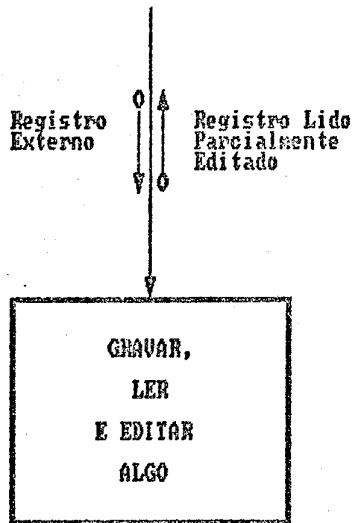 Registro
Externo
Registro Lido
Parcialmente
Editado
GRAVAR,
LER
E EDITAR
ALGO